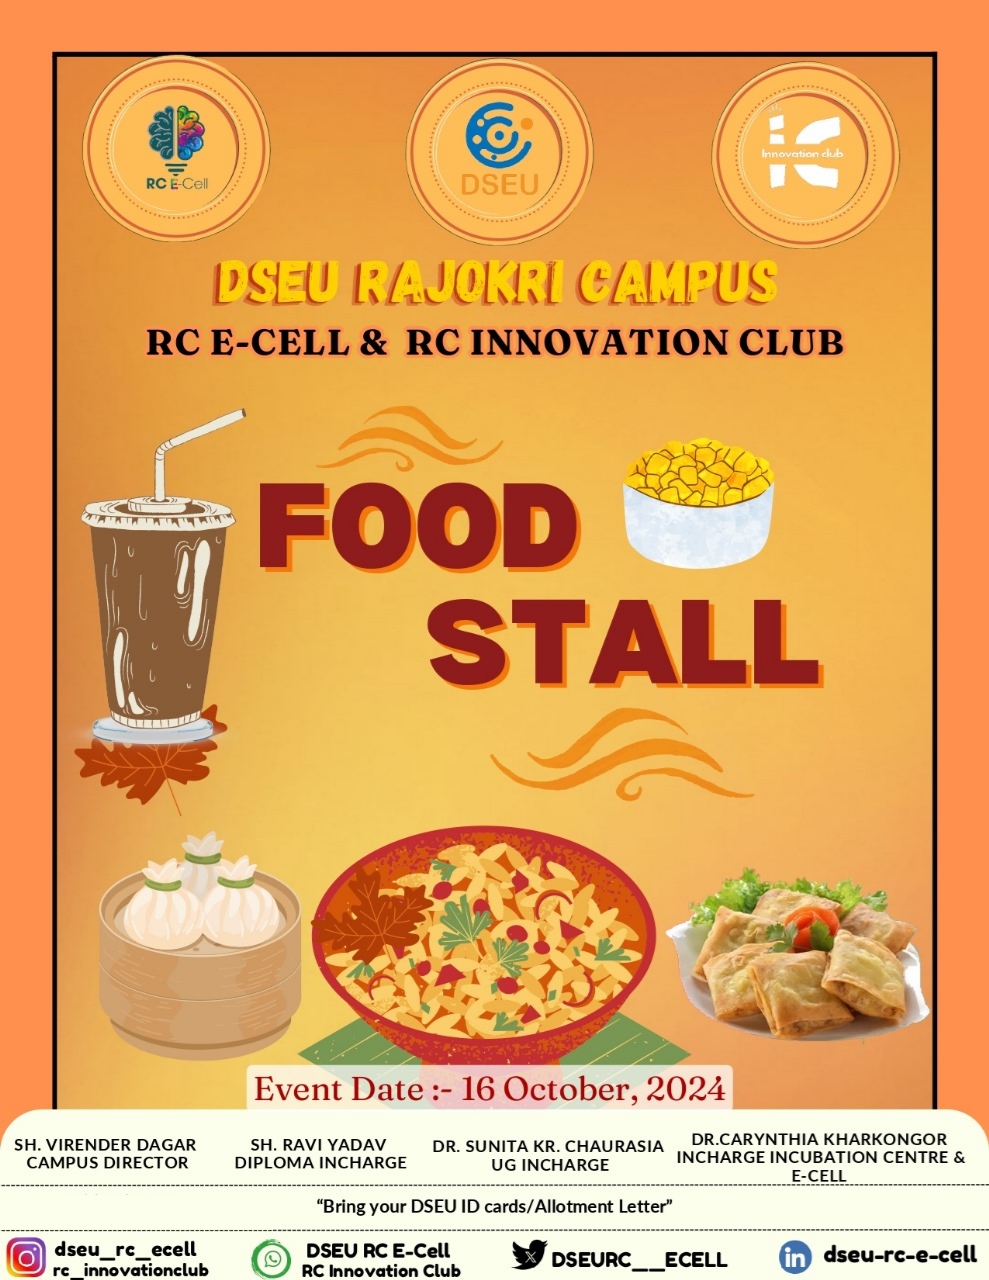 RC E-Cell
DSEU
Innovation club
DSEU RAJOKRI CAMPUS
RC E-CELL & RC INNOVATION CLUB
FOOD
STALL
Event Date :- 16 October, 2024
SH. VIRENDER DAGAR
CAMPUS DIRECTOR
SH. RAVI YADAV
DIPLOMA INCHARGE
DR. SUNITA KR. CHAURASIA
UG INCHARGE
DR.CARYNTHIA KHARKONGOR
INCHARGE INCUBATION CENTRE &
E-CELL
“Bring your DSEU ID cards/Allotment Letter”
dseu_rc_ecell
rc_innovationclub
DSEU RC E-Cell
RC Innovation Club
DSEURC__ECELL
dseu-rc-e-cell